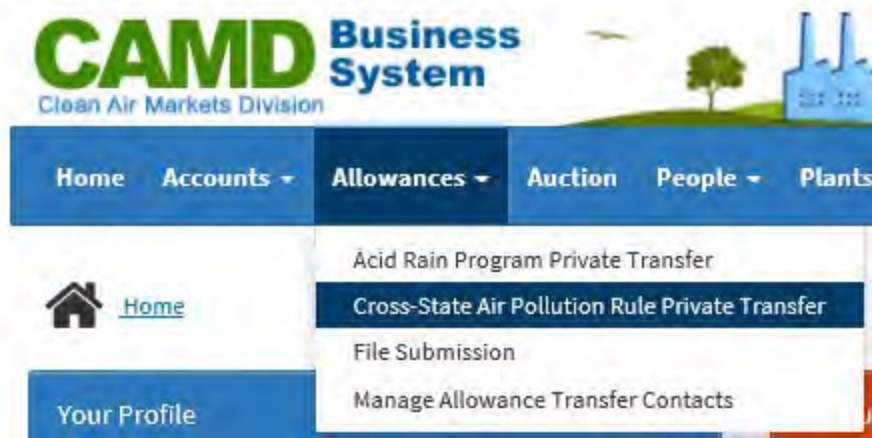 CAMD Business System
Clean Air Markets Division
Home Accounts Allowances Auction People Plants
Acid Rain Program Private Transfer
Home
Cross-State Air Pollution Rule Private Transfer
File Submission
Manage Allowance Transfer Contacts
Your Profile